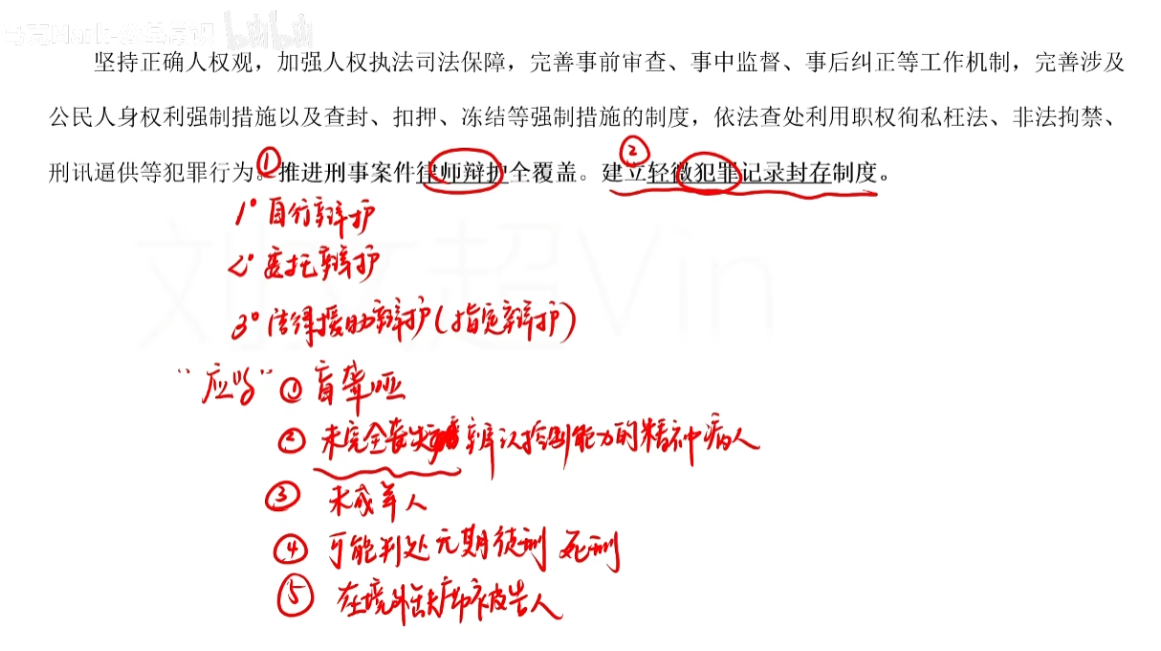 bilibili
坚持正确人权观，加强人权执法司法保障，完善事前审查、事中监督、事后纠正等工作机制，完善涉及
公民人身权利强制措施以及查封、扣押、冻结等强制措施的制度，依法查处利用职权徇私枉法、非法拘禁、
刑讯逼供等犯罪行为。①推进刑事案件律师辩护全覆盖。②建立轻微犯罪记录封存制度。
1° 自行辩护
2° 委托辩护
3° 法律援助辩护(指定辩护)
刘文超Vin
"应当" ① 盲聋哑
② 未完全丧失 辨认控制能力的精神病人
③ 未成年人
④ 可能判处无期徒刑 死刑
⑤ 在境外缺席被告人